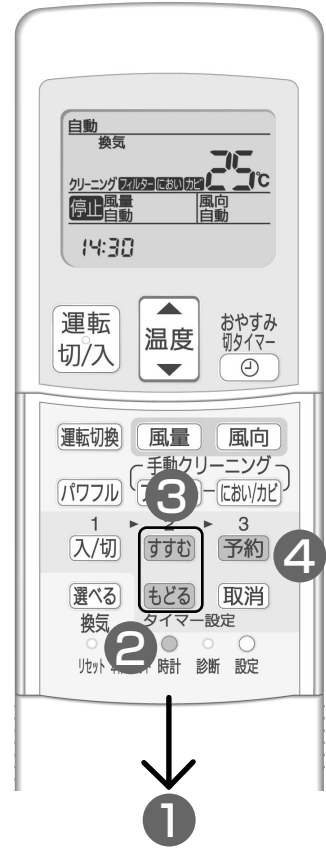 自動
換気
25℃
クリーニング フィルター におい カビ
停止 風量 自動 風向 自動
14:30
運転 切/入
温度
おやすみ 切タイマー
運転切換 風量 風向
手動クリーニング
パワフル におい/カビ
3
1 2 3
入/切 すすむ 予約
4
選べる もどる 取消
換気 タイマー設定
2
リセット 時計 診断 設定
1